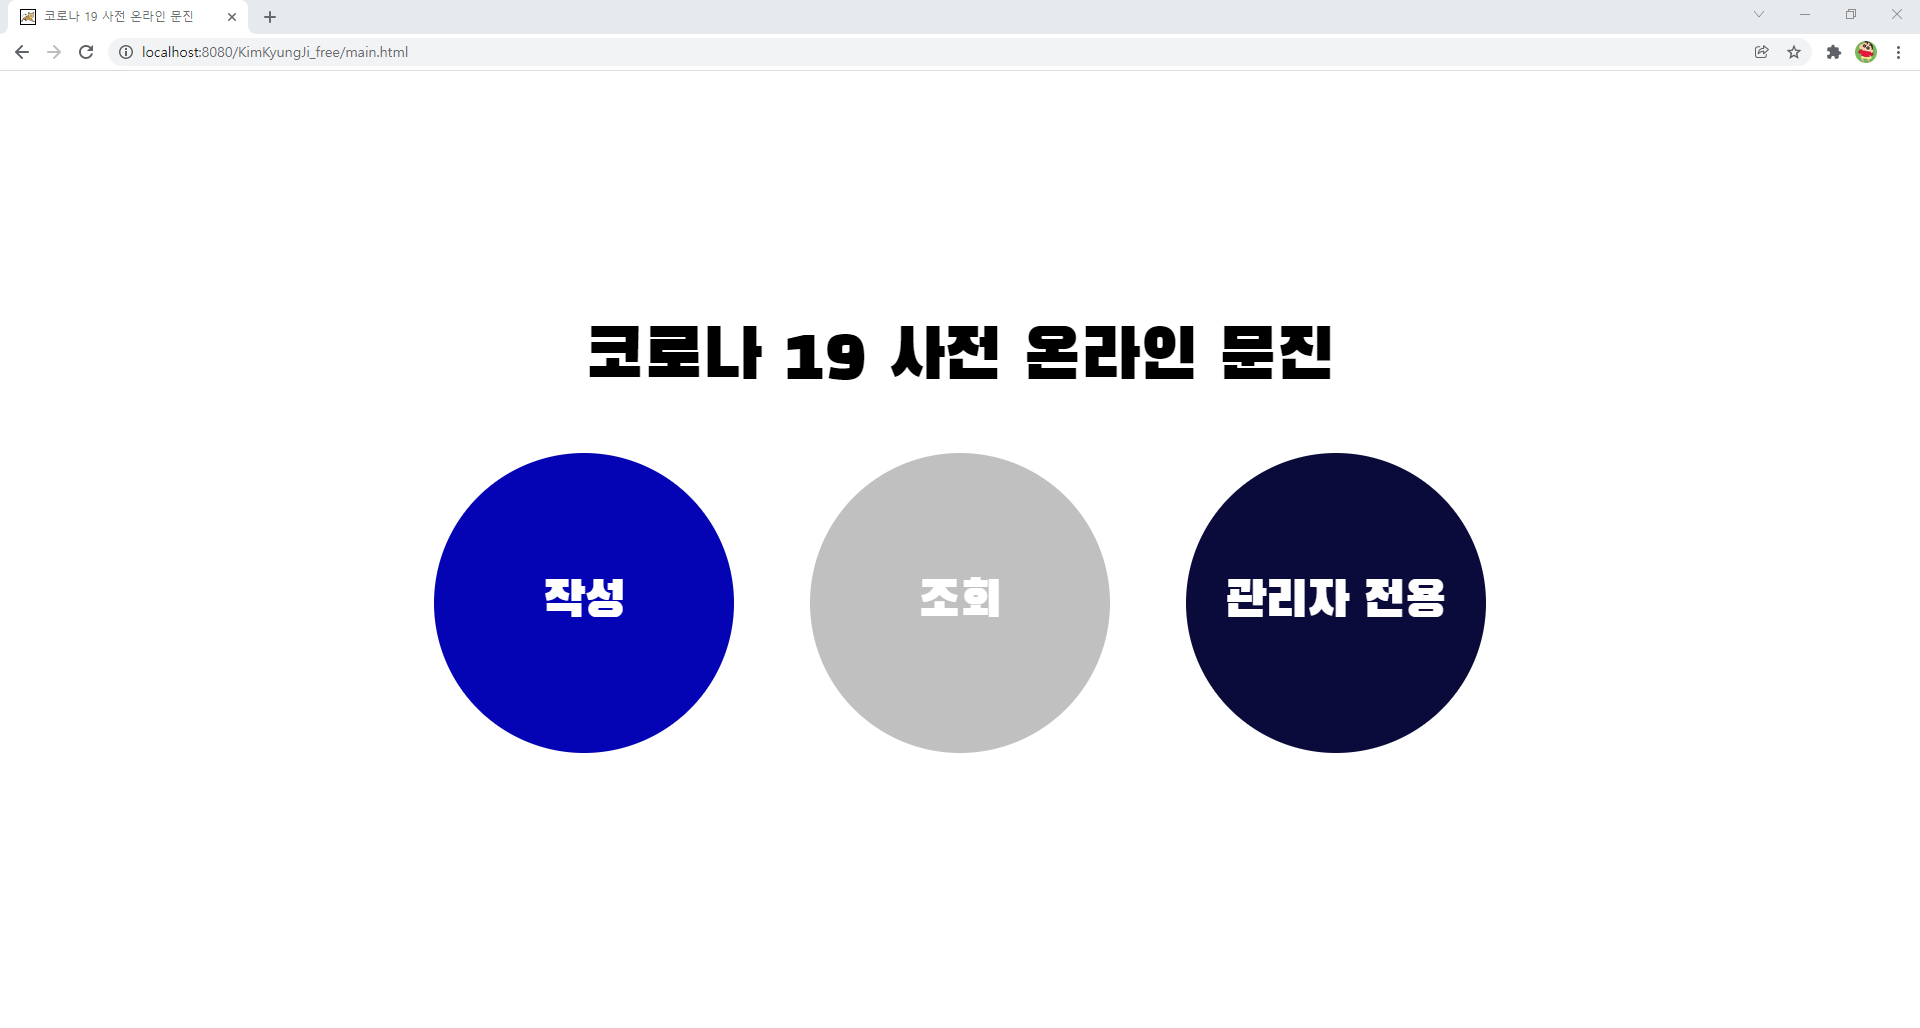 코로나 19 사전 온라인 문진
localhost:8080/KimKyungJi_free/main.html
코로나 19 사전 온라인 문진
작성
조회
관리자 전용